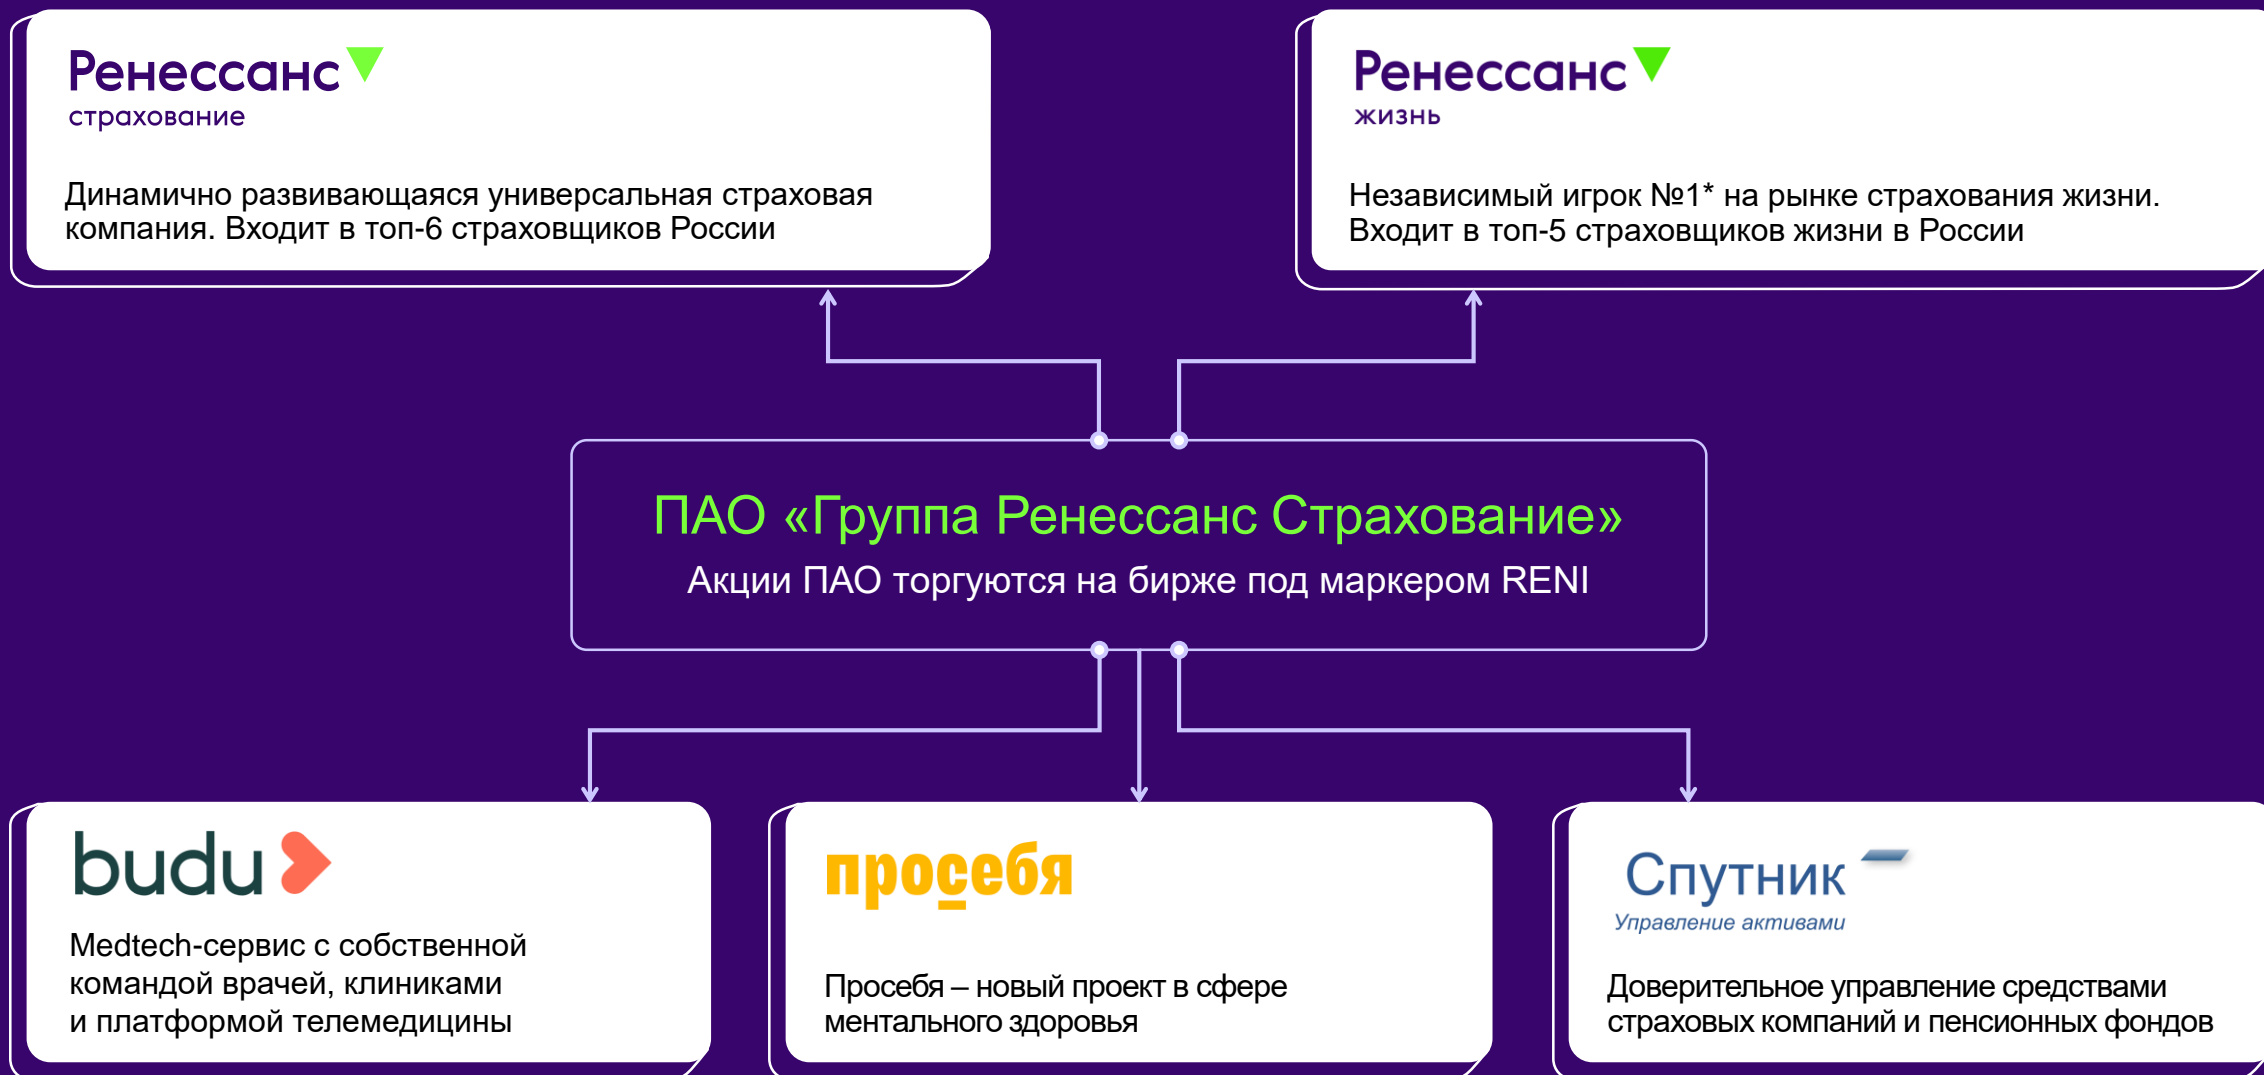 Ренессанс
страхование
Динамично развивающаяся универсальная страховая
компания. Входит в топ-6 страховщиков России
Ренессанс
жизнь
Независимый игрок №1* на рынке страхования жизни.
Входит в топ-5 страховщиков жизни в России
ПАО «Группа Ренессанс Страхование»
Акции ПАО торгуются на бирже под маркером RENI
budu
Medtech-сервис с собственной
командой врачей, клиниками
и платформой телемедицины
просебя
Просебя – новый проект в сфере
ментального здоровья
Спутник
Управление активами
Доверительное управление средствами
страховых компаний и пенсионных фондов